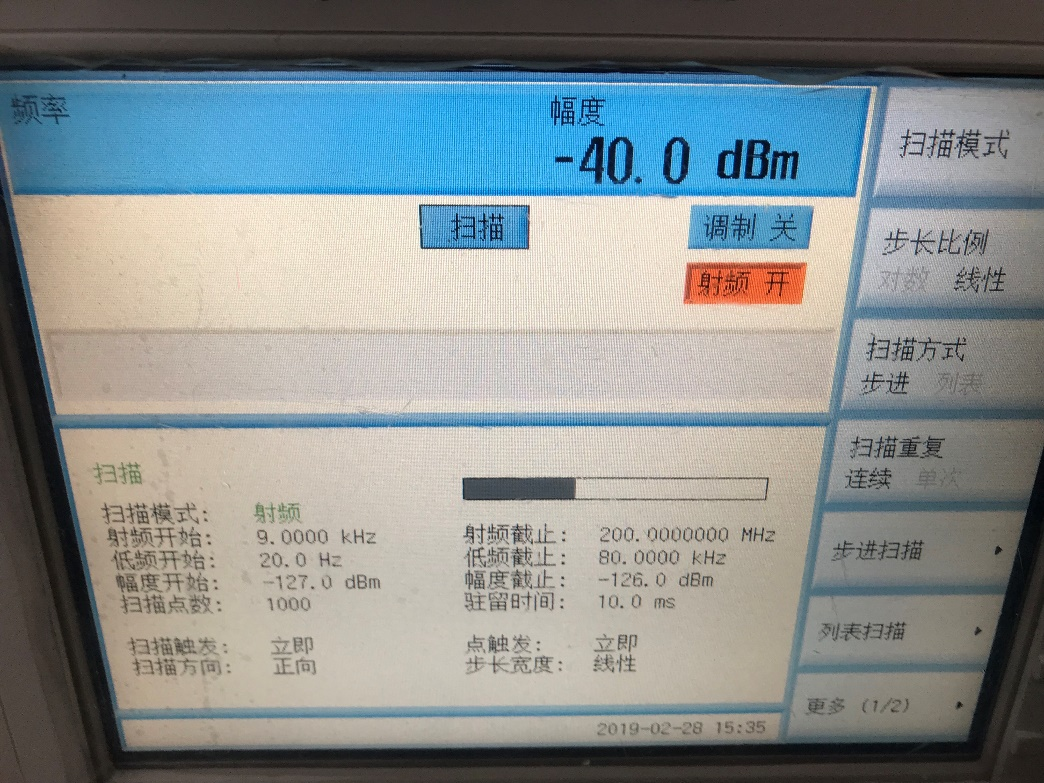 频率
幅度
-40.0 dBm
扫描
调制 关
射频 开
扫描
扫描模式: 射频
射频开始: 9.0000 kHz
射频截止: 200.0000000 MHz
低频开始: 20.0 Hz
低频截止: 80.0000 kHz
幅度开始: -127.0 dBm
幅度截止: -126.0 dBm
扫描点数: 1000
驻留时间: 10.0 ms
扫描触发: 立即
点触发: 立即
扫描方向: 正向
步长宽度: 线性
2019-02-28 15:35
扫描模式
步长比例
对数 线性
扫描方式
步进 列表
扫描重复
连续 单次
步进扫描
列表扫描
更多 (1/2)